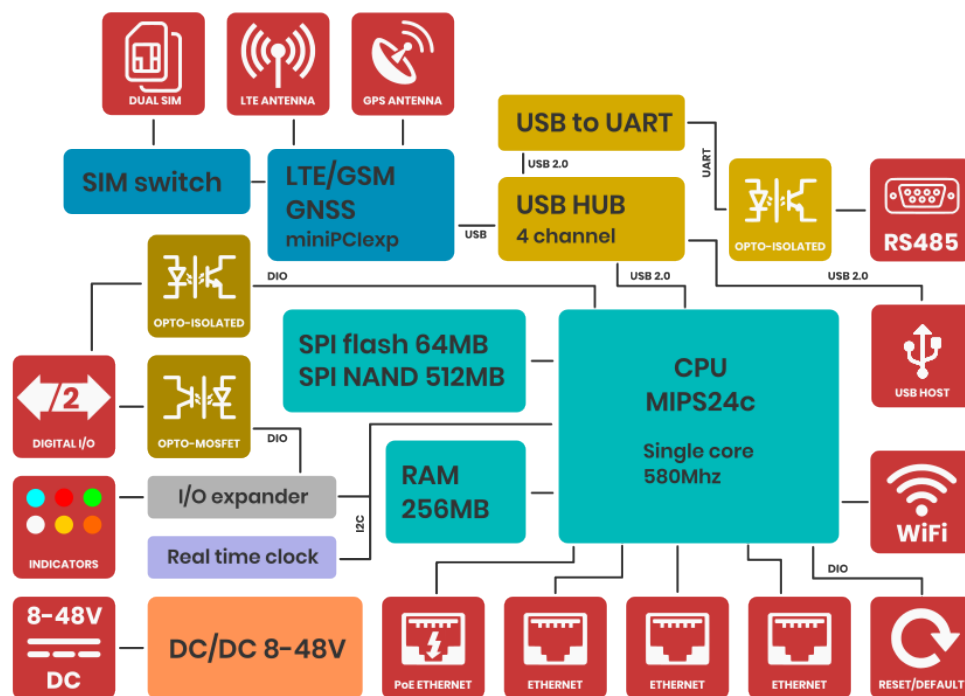 DUAL SIM
LTE ANTENNA
GPS ANTENNA
SIM switch
LTE/GSM
GNSS
miniPCIexp
USB to UART
USB 2.0
UART
USB HUB
4 channel
USB
OPTO-ISOLATED
RS485
DIO
USB 2.0
USB 2.0
OPTO-ISOLATED
SPI flash 64MB
SPI NAND 512MB
CPU
MIPS24c
Single core
580Mhz
USB HOST
/2
DIGITAL I/O
OPTO-MOSFET
DIO
RAM
256MB
I/O expander
I2C
Real time clock
INDICATORS
WiFi
DIO
8-48V
DC
DC/DC 8-48V
PoE ETHERNET
ETHERNET
ETHERNET
ETHERNET
RESET/DEFAULT